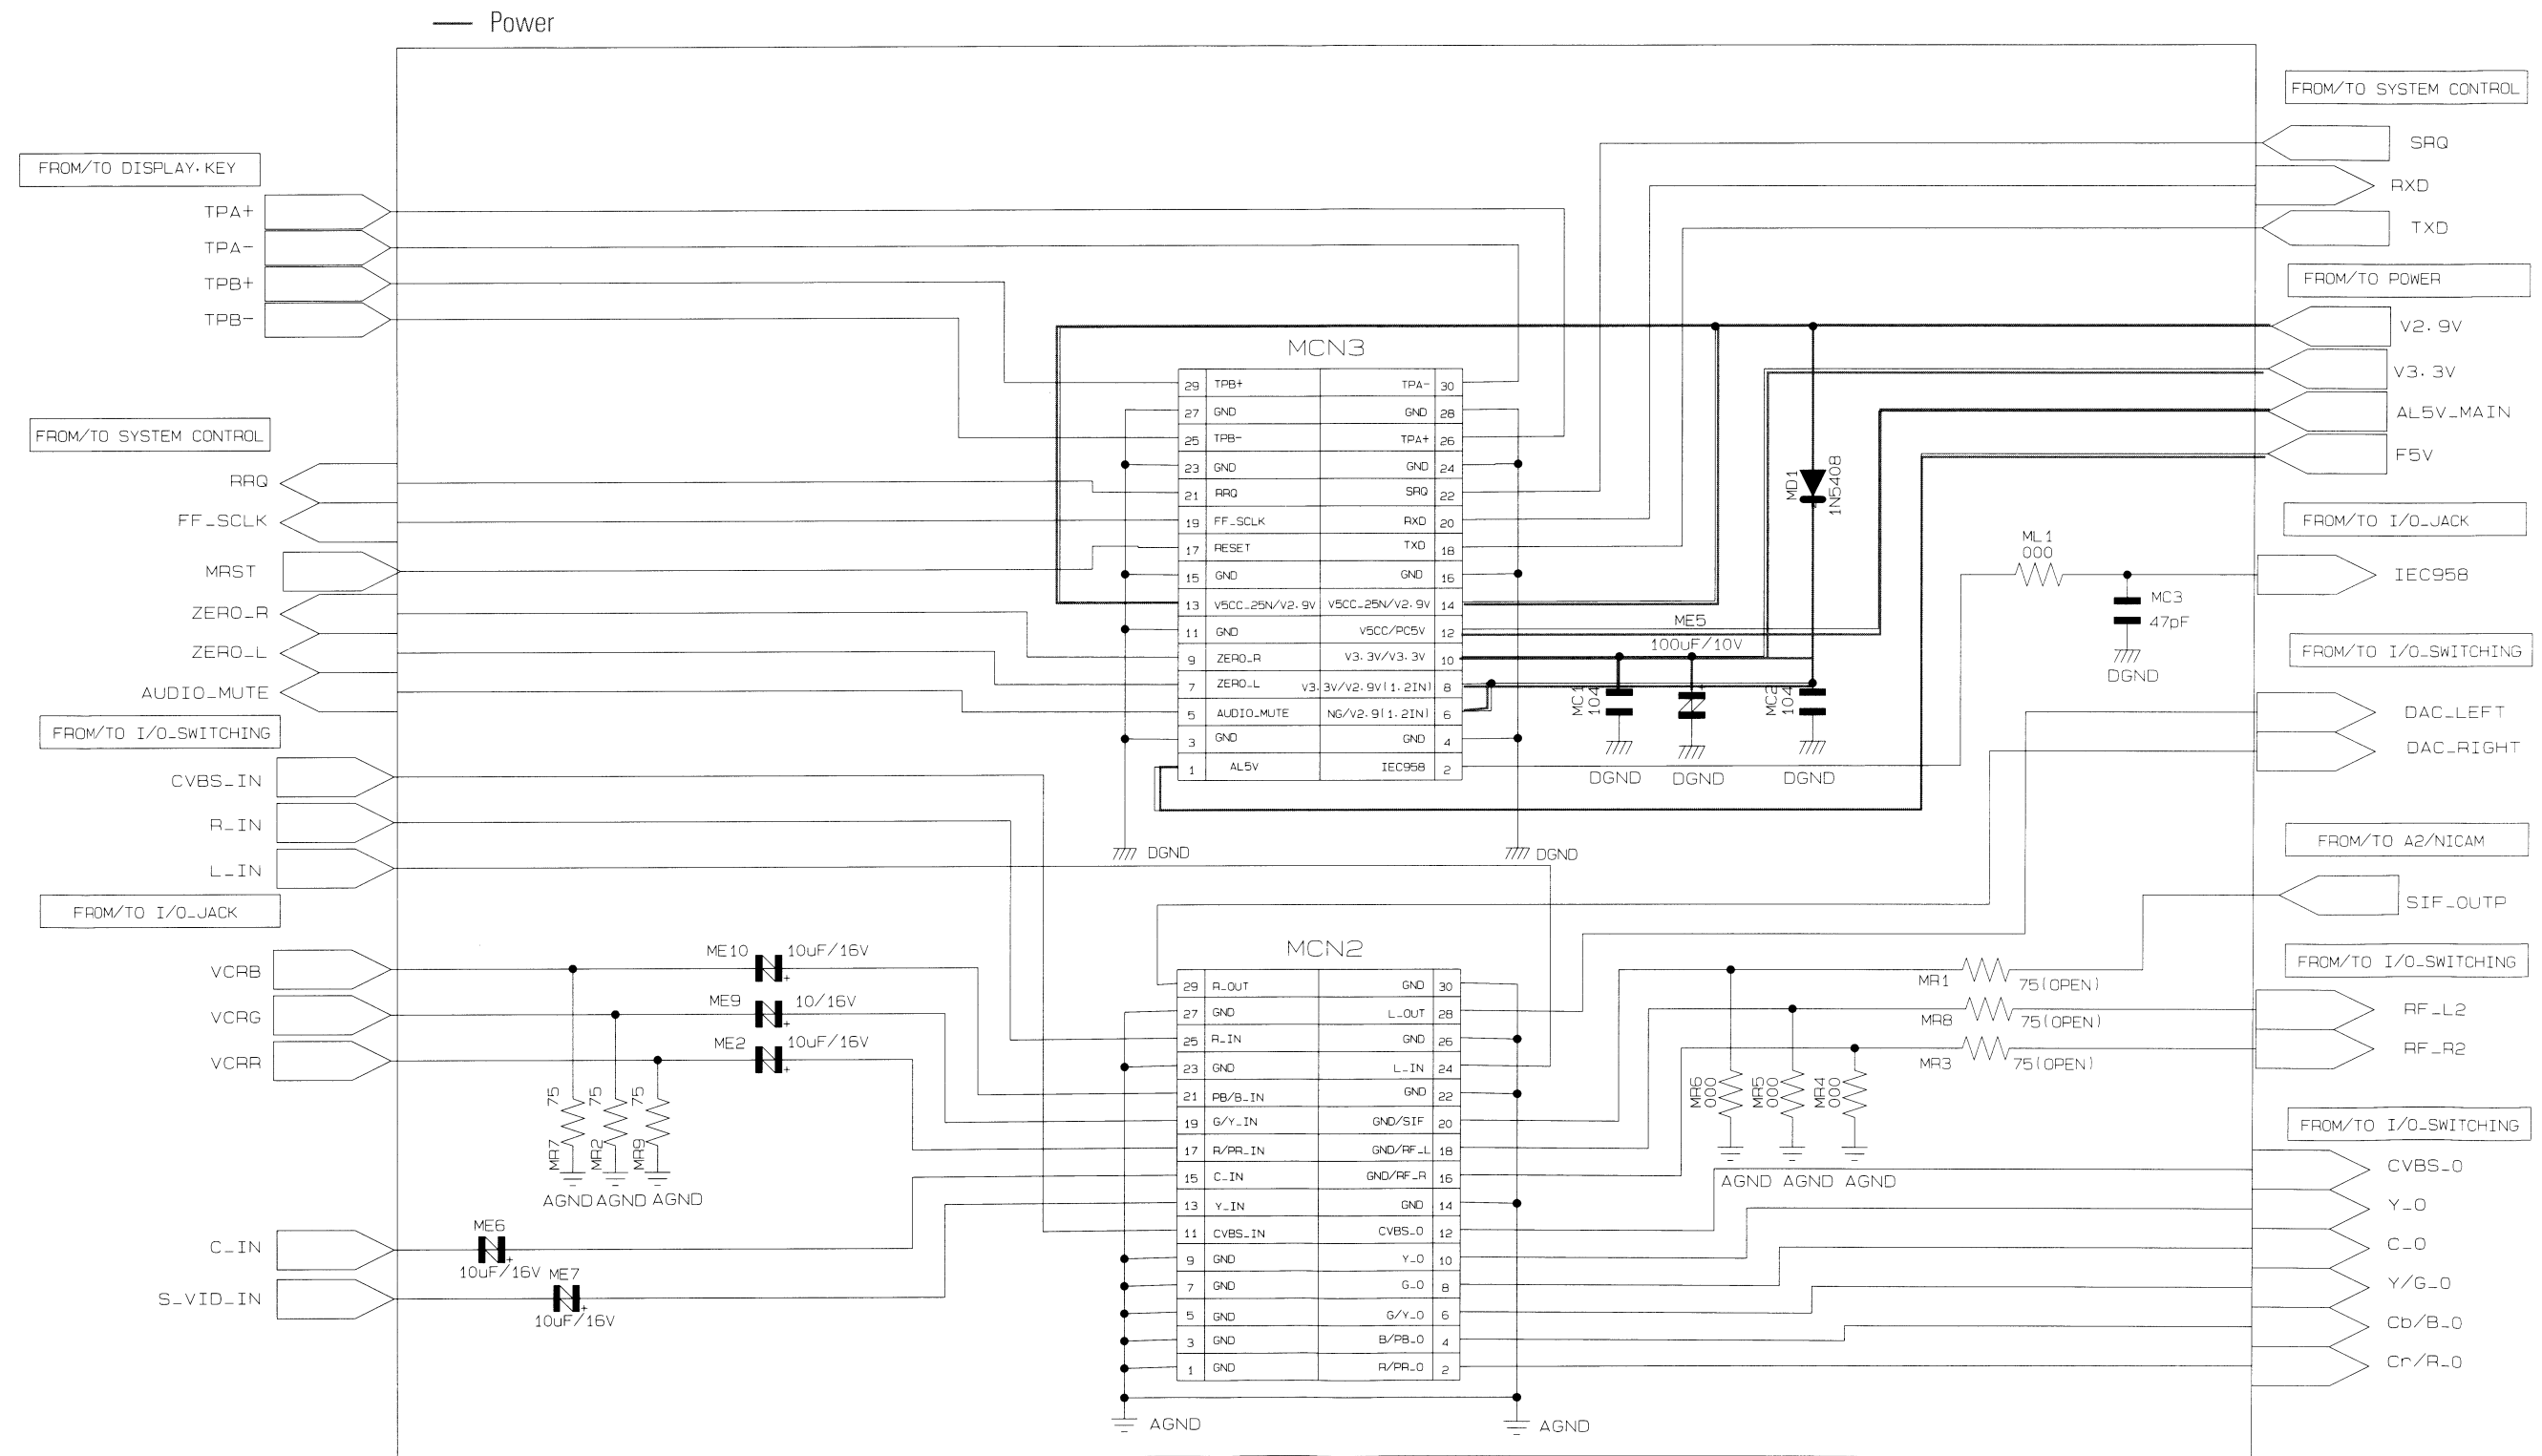 Power
FROM/TO DISPLAY·KEY
TPA+
TPA-
TPB+
TPB-
FROM/TO SYSTEM CONTROL
RRQ
FF_SCLK
MRST
ZERO_R
ZERO_L
AUDIO_MUTE
FROM/TO I/O_SWITCHING
CVBS_IN
R_IN
L_IN
FROM/TO I/O_JACK
VCRB
VCRG
VCRR
C_IN
S_VID_IN
ME10 10uF/16V
ME9 10/16V
ME2 10uF/16V
75 75 75
MR7 MR2 MR9
AGND AGND AGND
ME6
10uF/16V
ME7
10uF/16V
MCN3
29 TPB+ TPA- 30
27 GND GND 28
25 TPB- TPA+ 26
23 GND GND 24
21 RRQ SRQ 22
19 FF_SCLK RXD 20
17 RESET TXD 18
15 GND GND 16
13 V5CC_25N/V2.9V V5CC_25N/V2.9V 14
11 GND V5CC/PC5V 12
9 ZERO_R V3.3V/V3.3V 10
7 ZERO_L V3.3V/V2.9V(1.2IN) 8
5 AUDIO_MUTE NG/V2.9(1.2IN) 6
3 GND GND 4
1 AL5V IEC958 2
DGND DGND
MD1
1N5408
ME5
100uF/10V
MC1
104
MC2
104
DGND DGND DGND
ML1
000
MC3
47pF
DGND
MCN2
29 R_OUT GND 30
27 GND L_OUT 28
25 R_IN GND 26
23 GND L_IN 24
21 PB/B_IN GND 22
19 G/Y_IN GND/SIF 20
17 R/PR_IN GND/RF_L 18
15 C_IN GND/RF_R 16
13 Y_IN GND 14
11 CVBS_IN CVBS_O 12
9 GND Y_O 10
7 GND G_O 8
5 GND G/Y_O 6
3 GND B/PB_O 4
1 GND R/PR_O 2
AGND AGND
MR1 75(OPEN)
MR8 75(OPEN)
MR3 75(OPEN)
MR6 000
MR5 000
MR4 000
AGND AGND AGND
FROM/TO SYSTEM CONTROL
SRQ
RXD
TXD
FROM/TO POWER
V2.9V
V3.3V
AL5V_MAIN
F5V
FROM/TO I/O_JACK
IEC958
FROM/TO I/O_SWITCHING
DAC_LEFT
DAC_RIGHT
FROM/TO A2/NICAM
SIF_OUTP
FROM/TO I/O_SWITCHING
RF_L2
RF_R2
FROM/TO I/O_SWITCHING
CVBS_O
Y_O
C_O
Y/G_O
Cb/B_O
Cr/R_O